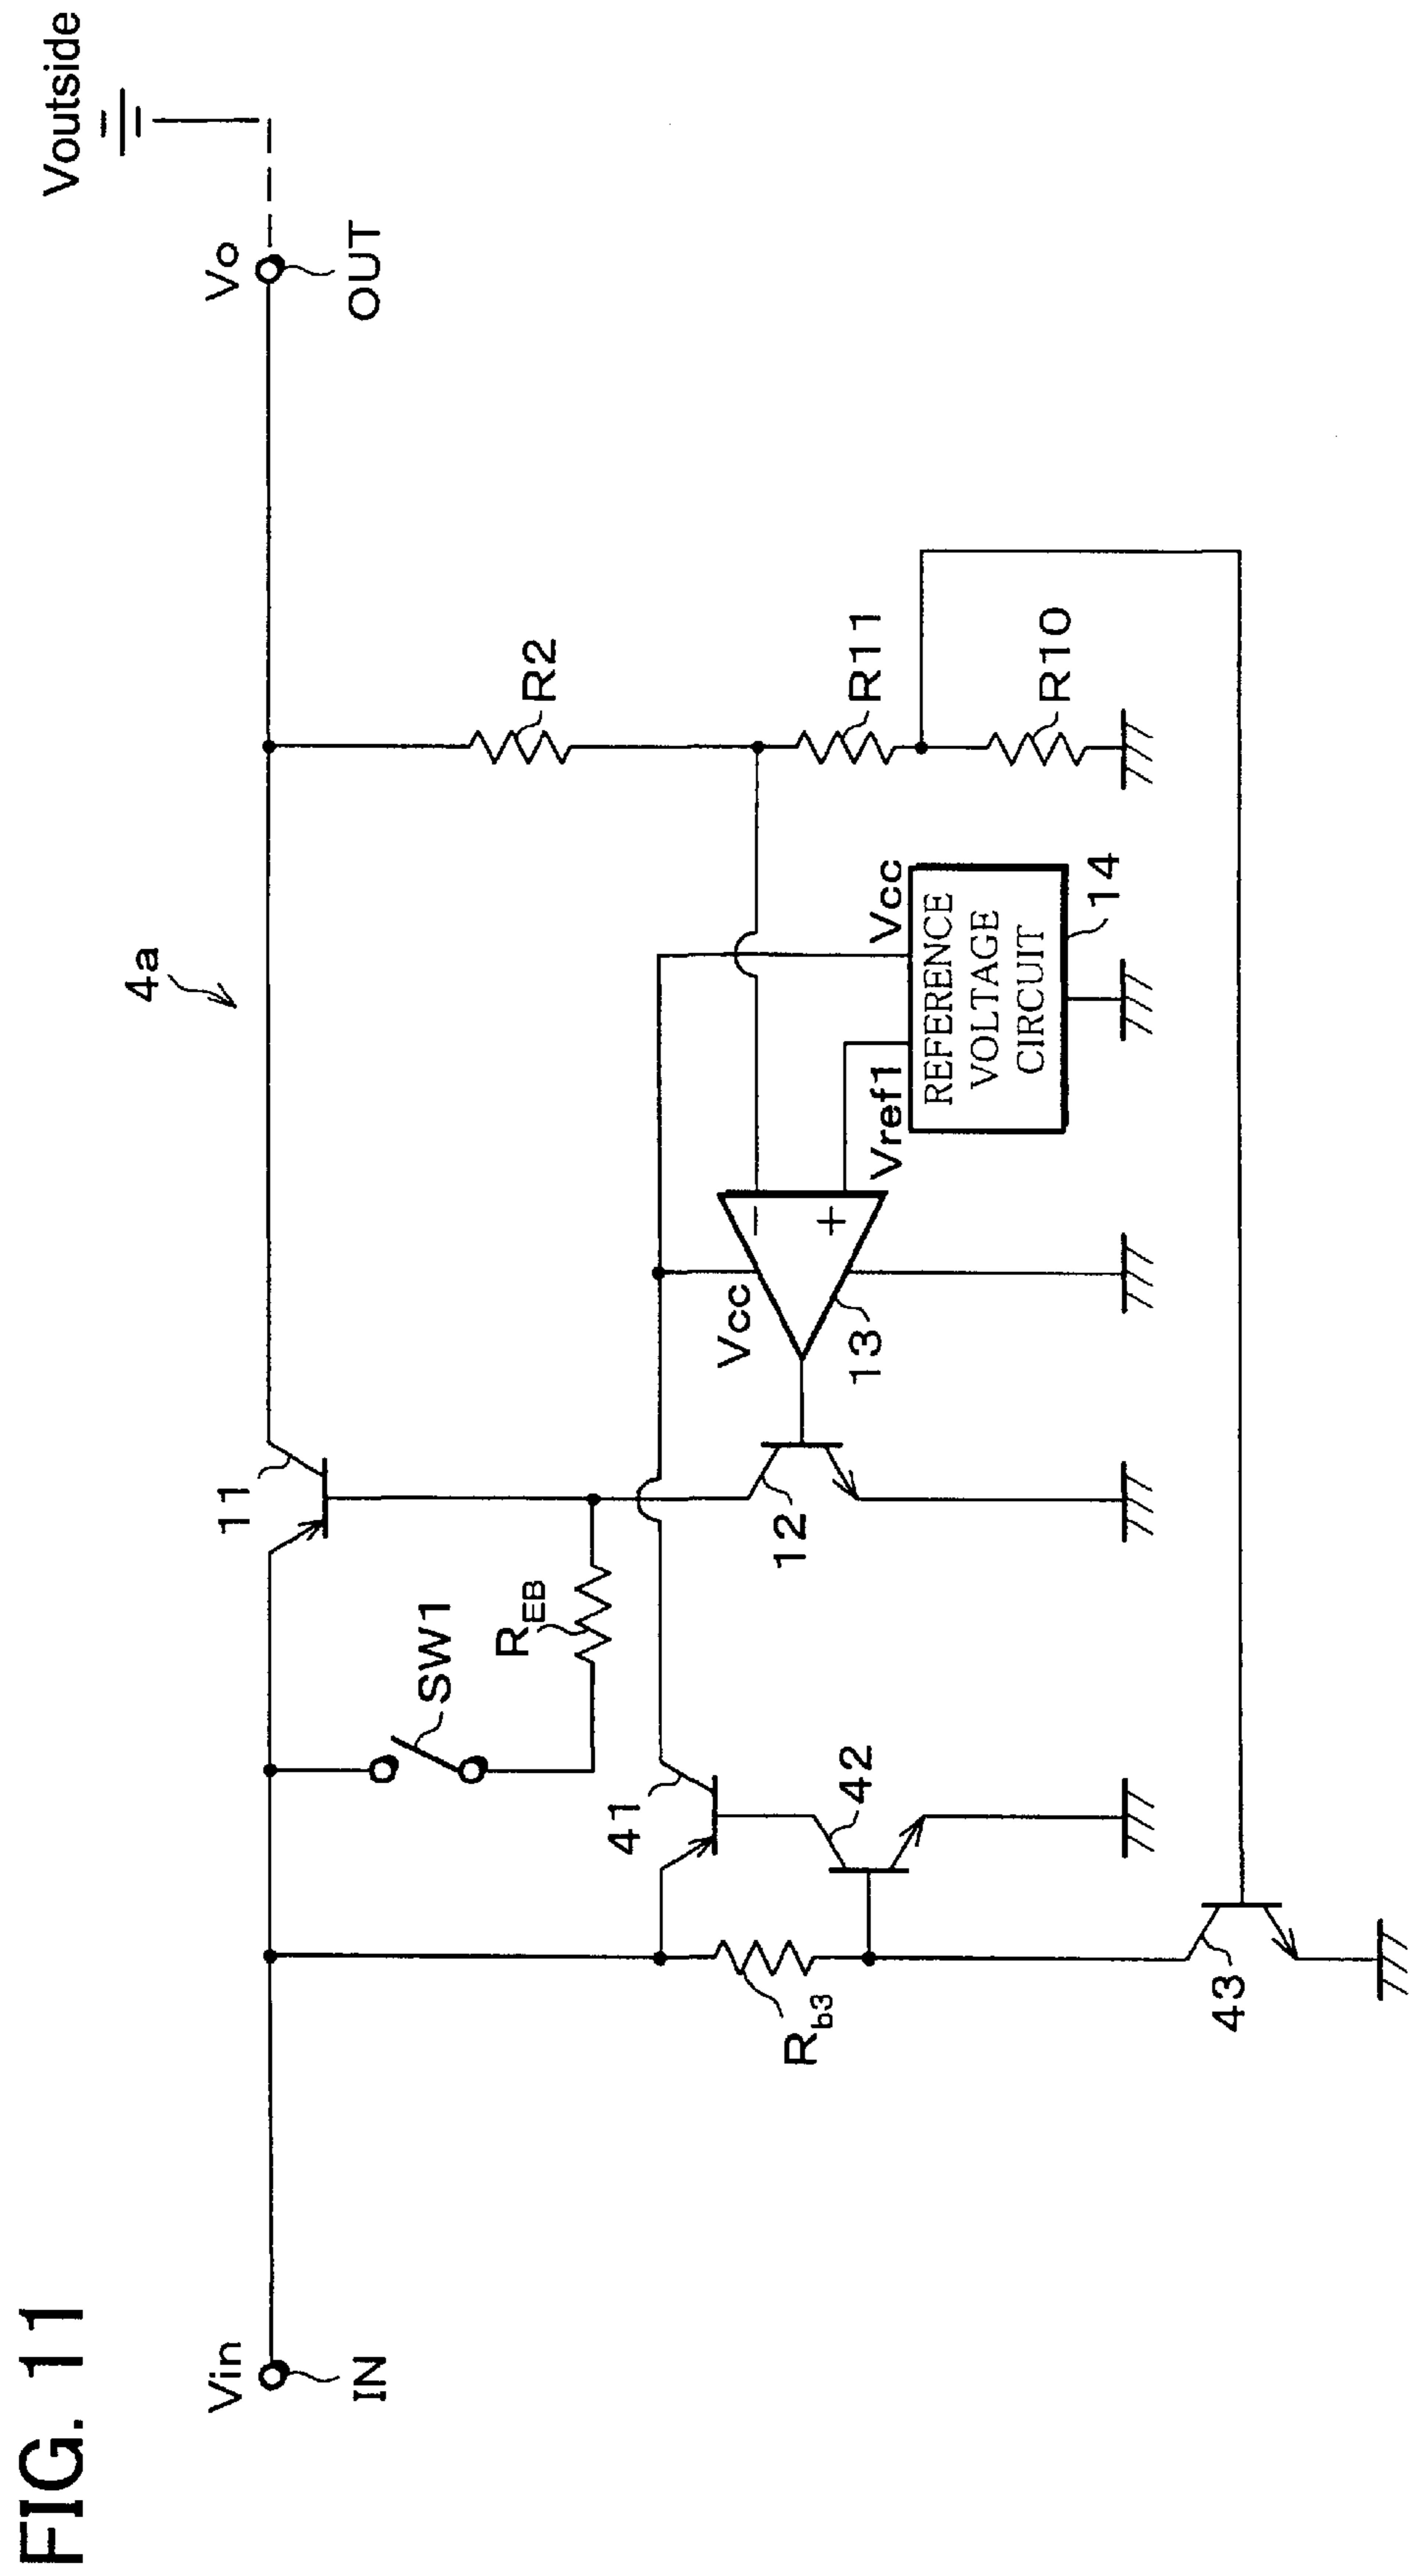 FIG. 11
4a
Voutside
Vin
IN
Vo
OUT
11
SW1
R2
REB
41
Vcc
Vcc
R11
42
Rb3
12
13
Vref1
REFERENCE
VOLTAGE
CIRCUIT
14
R10
43
−
+